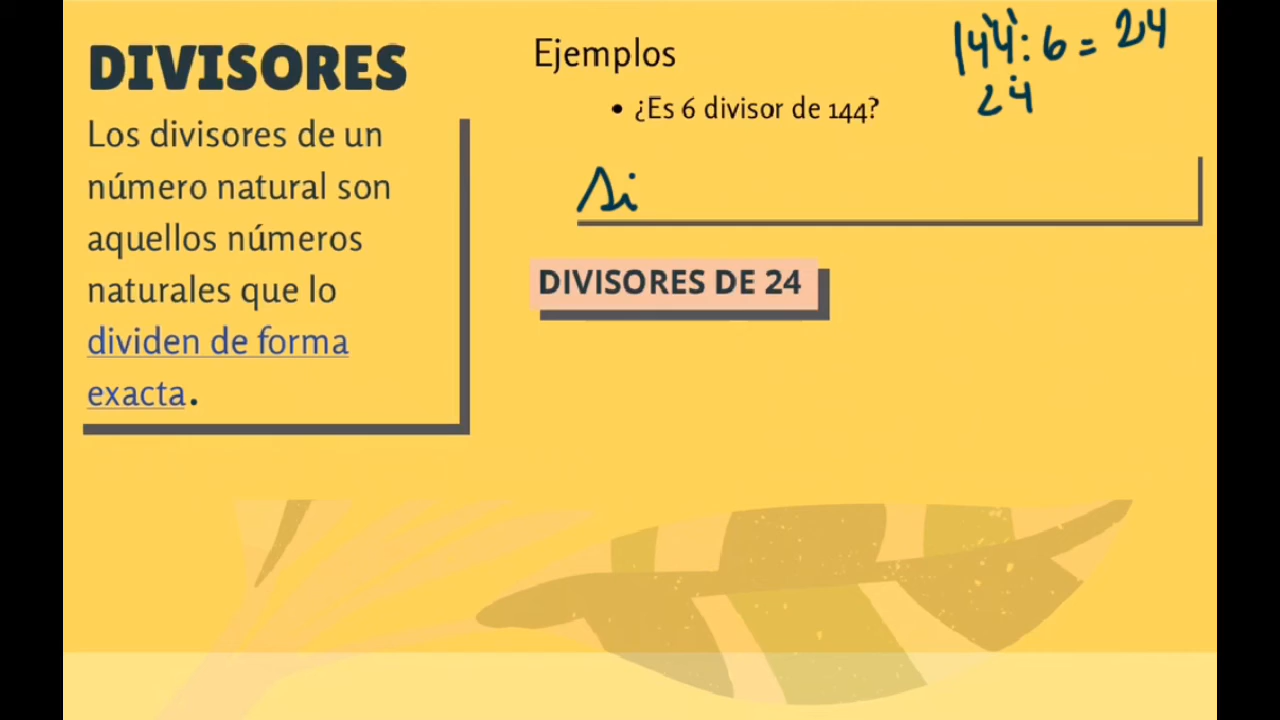 DIVISORES
Los divisores de un
número natural son
aquellos números
naturales que lo
dividen de forma
exacta.
Ejemplos
• ¿Es 6 divisor de 144?
144 : 6 = 24
24
Si
DIVISORES DE 24